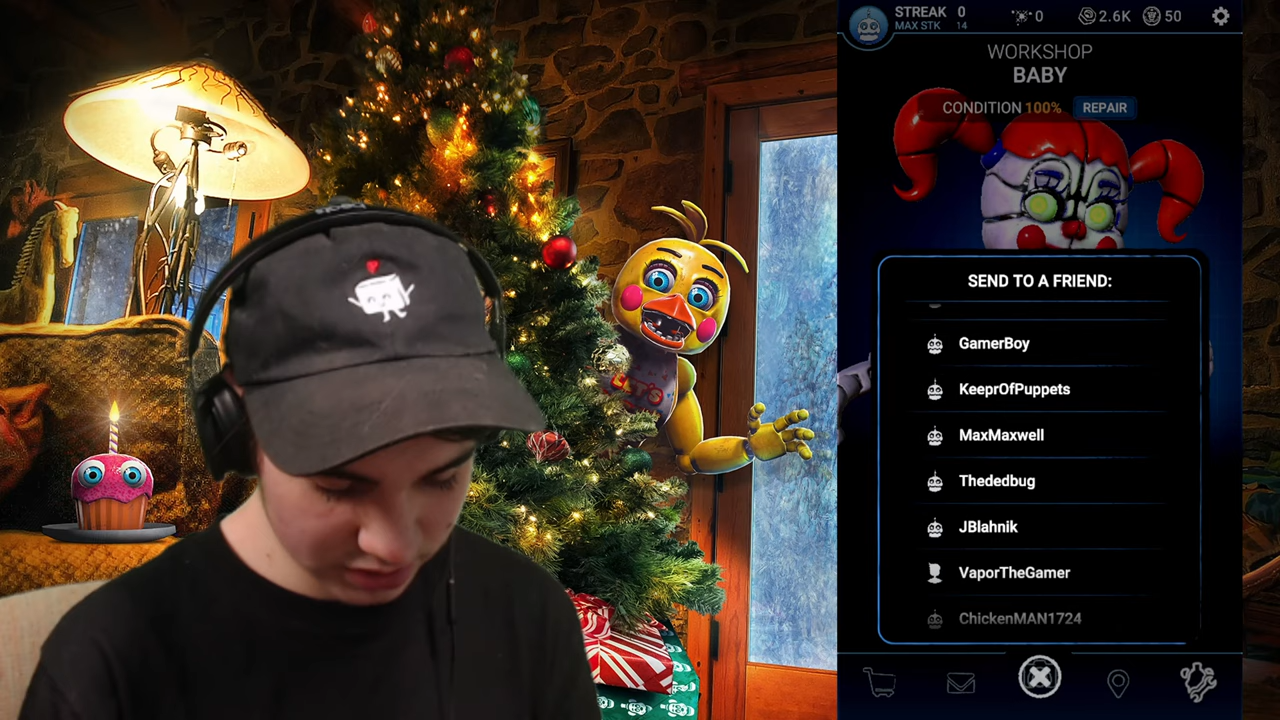 STREAK 0
MAX STK 14
0
2.6K
50
WORKSHOP
BABY
CONDITION 100% REPAIR
SEND TO A FRIEND:
GamerBoy
KeeprOfPuppets
MaxMaxwell
Thededbug
JBlahnik
VaporTheGamer
ChickenMAN1724